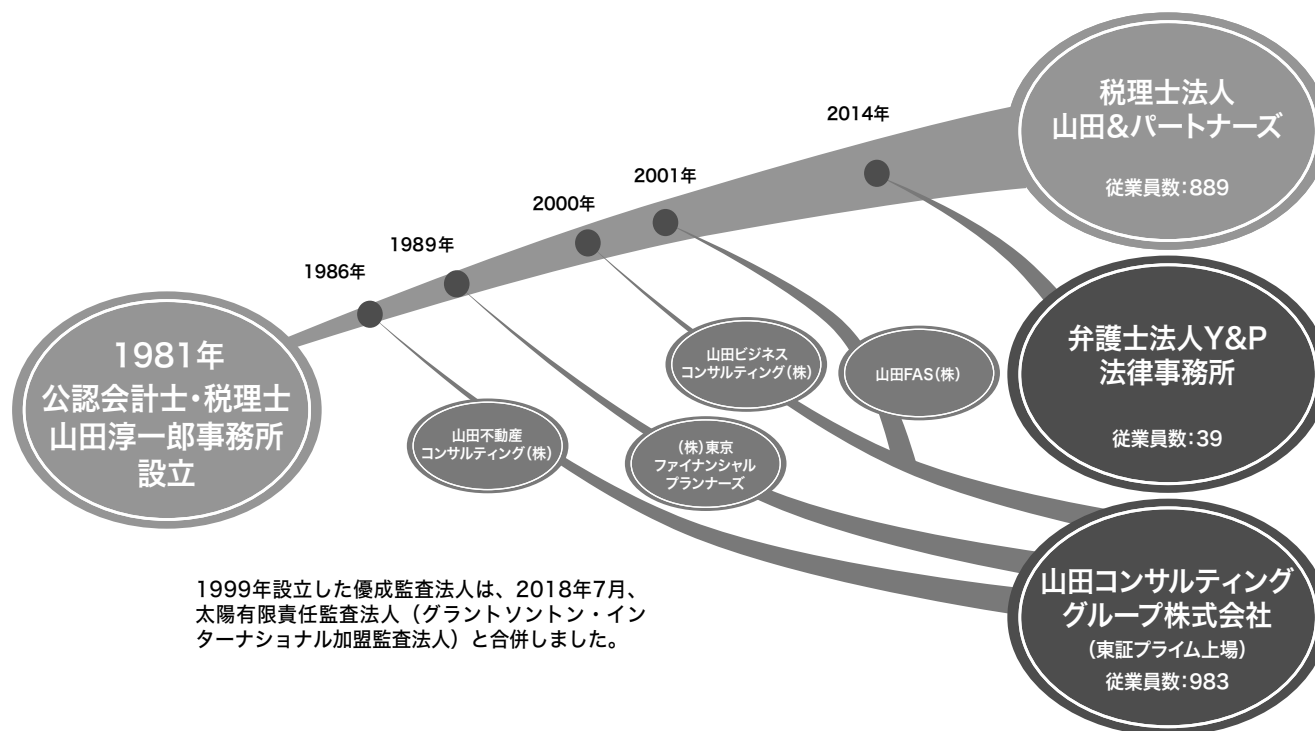 1981年
公認会計士・税理士
山田淳一郎事務所
設立
1986年
1989年
2000年
2001年
2014年
山田不動産
コンサルティング(株)
(株)東京
ファイナンシャル
プランナーズ
山田ビジネス
コンサルティング(株)
山田FAS(株)
税理士法人
山田&パートナーズ
従業員数：889
弁護士法人Y&P
法律事務所
従業員数：39
山田コンサルティング
グループ株式会社
(東証プライム上場)
従業員数：983
1999年設立した優成監査法人は、2018年7月、
太陽有限責任監査法人（グラントソントン・イン
ターナショナル加盟監査法人）と合併しました。